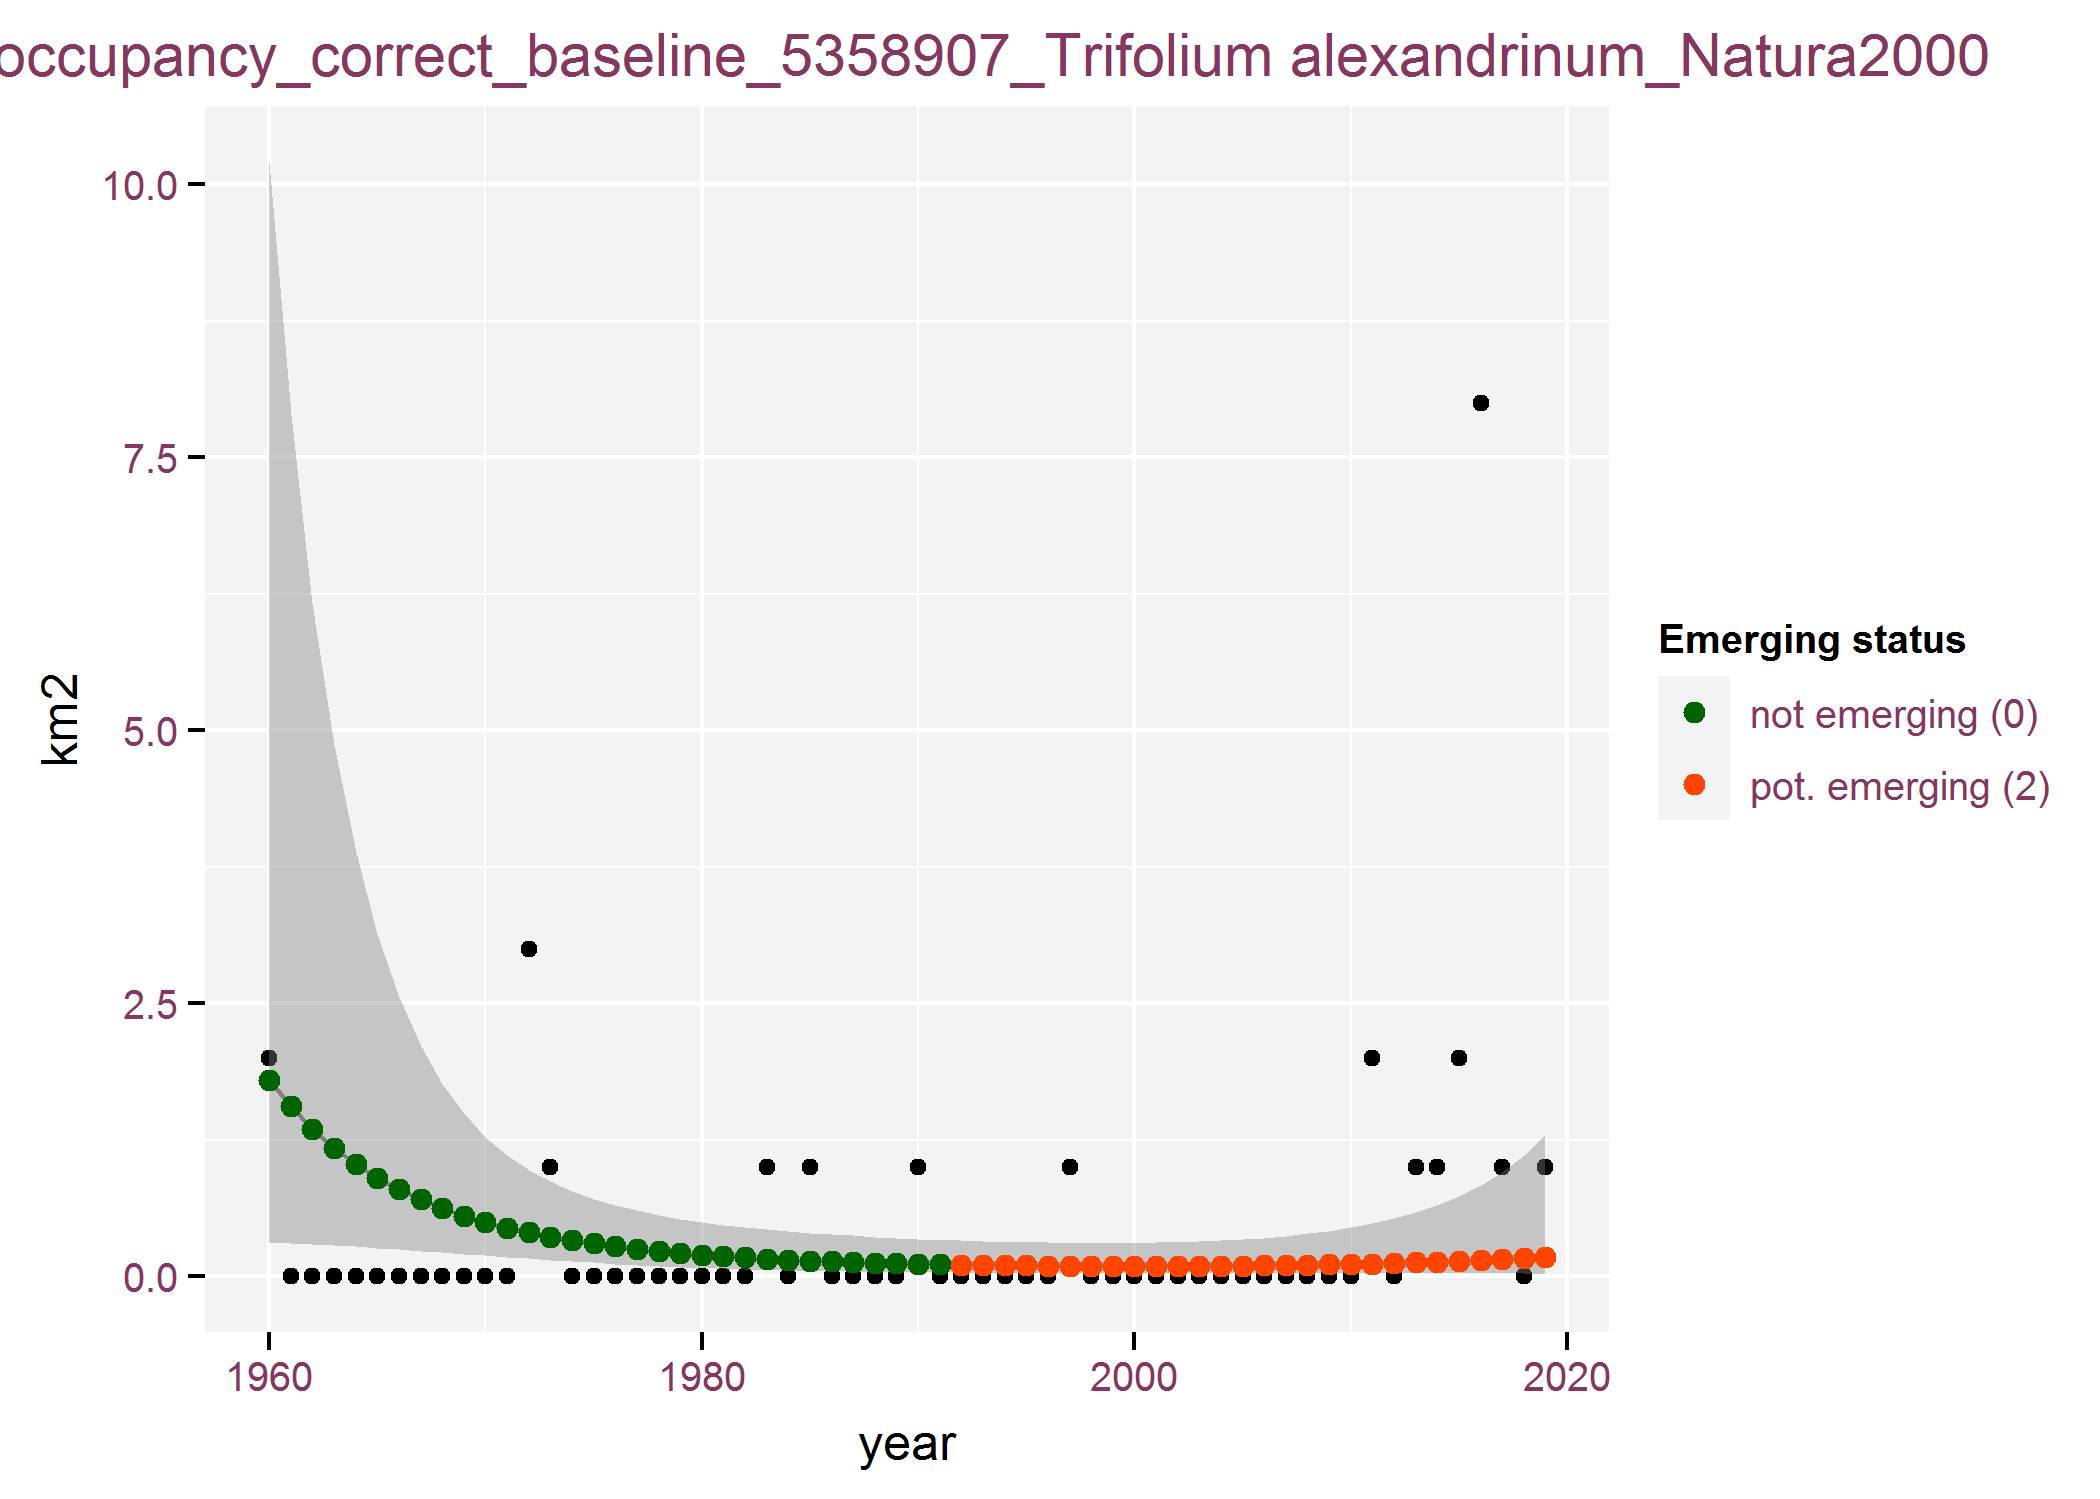 occupancy_correct_baseline_5358907_Trifolium alexandrinum_Natura2000
10.0
7.5
5.0
2.5
0.0
km2
1960
1980
2000
2020
year
Emerging status
not emerging (0)
pot. emerging (2)